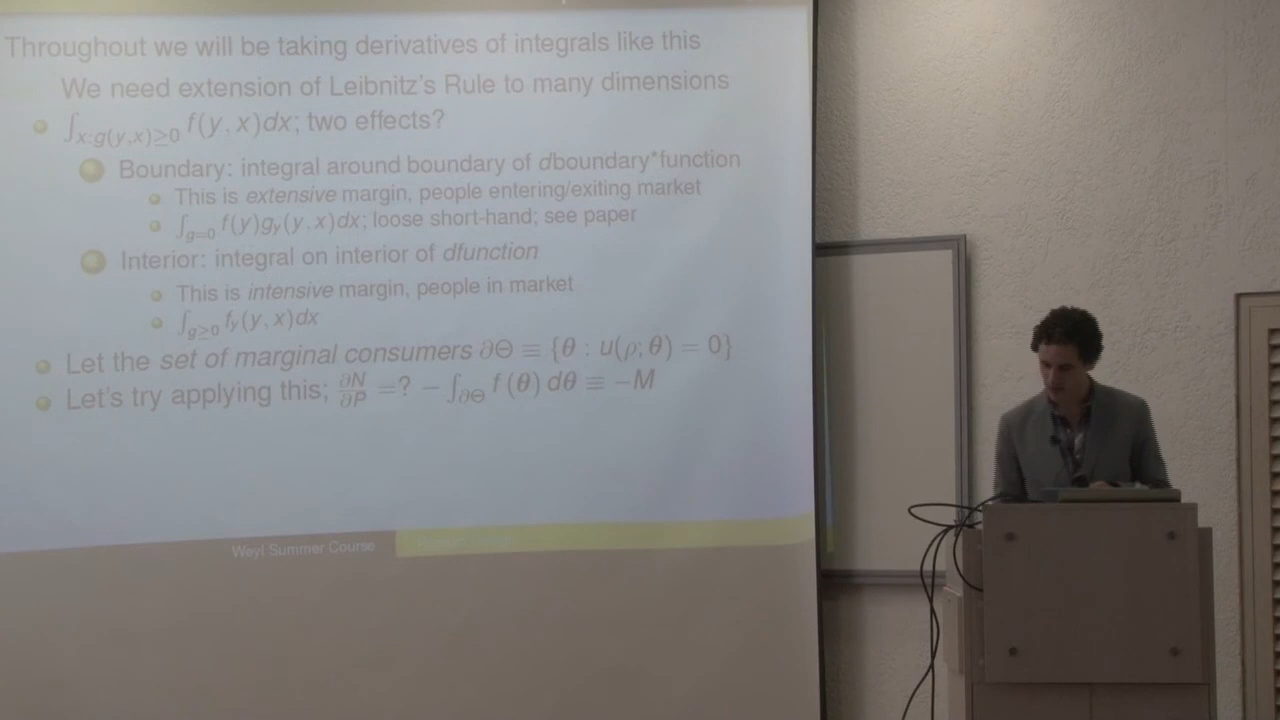 Throughout we will be taking derivatives of integrals like this
We need extension of Leibnitz's Rule to many dimensions
∫_{x:g(y,x)≥0} f(y, x)dx; two effects?
Boundary: integral around boundary of dboundary*function
This is extensive margin, people entering/exiting market
∫_{g=0} f(y)g_y(y, x)dx; loose short-hand; see paper
Interior: integral on interior of dfunction
This is intensive margin, people in market
∫_{g≥0} f_y(y, x)dx
Let the set of marginal consumers ∂Θ ≡ {θ : u(ρ; θ) = 0}
Let's try applying this; ∂N/∂P =? − ∫_{∂Θ} f (θ) dθ ≡ −M
Weyl Summer Course